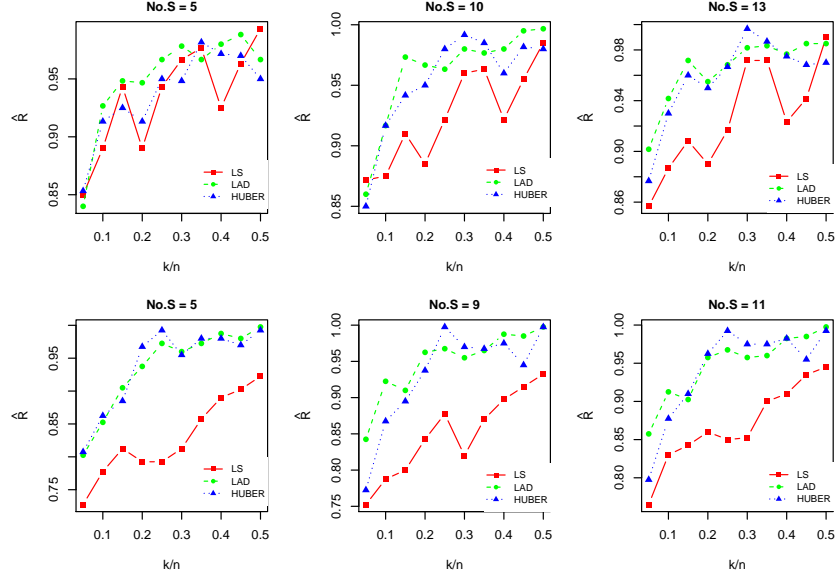 No.S = 5
R̂
0.85 0.90 0.95
LS
LAD
HUBER
0.1 0.2 0.3 0.4 0.5
k/n
No.S = 10
R̂
0.85 0.90 0.95 1.00
LS
LAD
HUBER
0.1 0.2 0.3 0.4 0.5
k/n
No.S = 13
R̂
0.86 0.90 0.94 0.98
LS
LAD
HUBER
0.1 0.2 0.3 0.4 0.5
k/n
No.S = 5
R̂
0.75 0.85 0.95
LS
LAD
HUBER
0.1 0.2 0.3 0.4 0.5
k/n
No.S = 9
R̂
0.75 0.80 0.85 0.90 0.95 1.00
LS
LAD
HUBER
0.1 0.2 0.3 0.4 0.5
k/n
No.S = 11
R̂
0.80 0.85 0.90 0.95 1.00
LS
LAD
HUBER
0.1 0.2 0.3 0.4 0.5
k/n